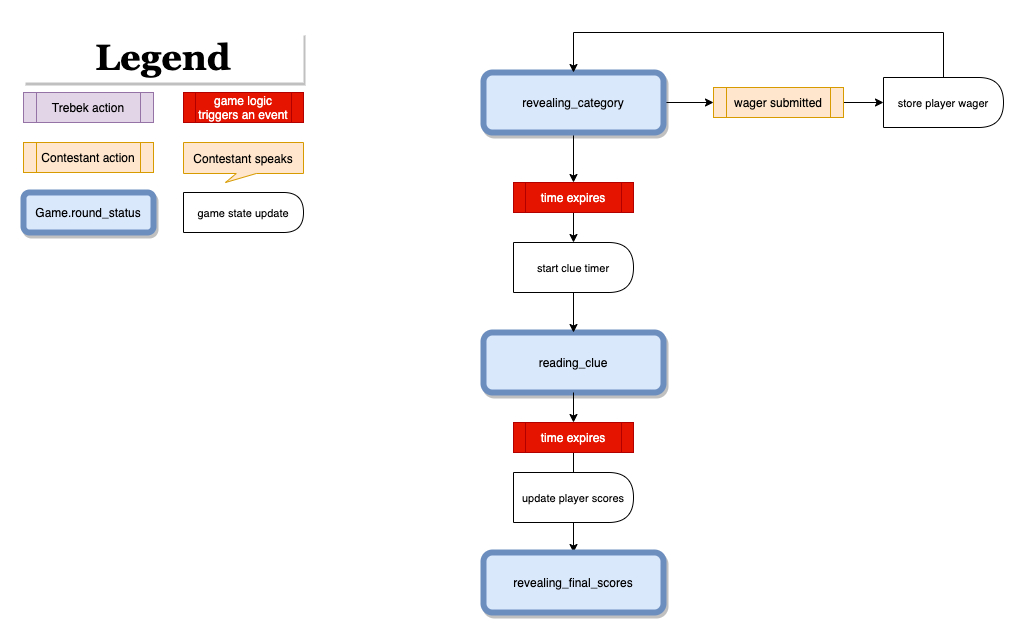 Legend
Trebek action
game logic
triggers an event
Contestant action
Contestant speaks
Game.round_status
game state update
revealing_category
wager submitted
store player wager
time expires
start clue timer
reading_clue
time expires
update player scores
revealing_final_scores